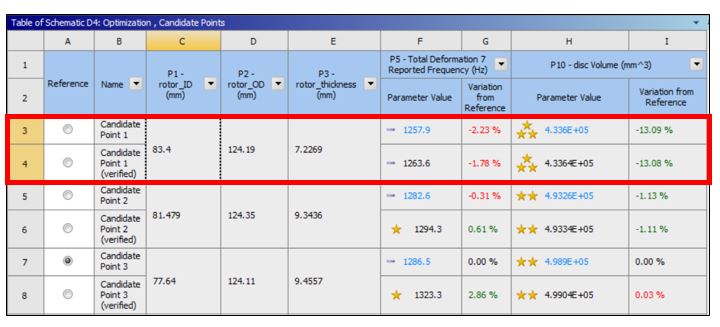 Table of Schematic D4: Optimization , Candidate Points
A B C D E F G H I
1 Reference Name P1 - rotor_ID (mm) P2 - rotor_OD (mm) P3 - rotor_thickness (mm) P5 - Total Deformation 7 Reported Frequency (Hz) P10 - disc Volume (mm^3)
2 Parameter Value Variation from Reference Parameter Value Variation from Reference
3 Candidate Point 1 83.4 124.19 7.2269 1257.9 -2.23 % 4.336E+05 -13.09 %
4 Candidate Point 1 (verified) 1263.6 -1.78 % 4.3364E+05 -13.08 %
5 Candidate Point 2 81.479 124.35 9.3436 1282.6 -0.31 % 4.9326E+05 -1.13 %
6 Candidate Point 2 (verified) 1294.3 0.61 % 4.9334E+05 -1.11 %
7 Candidate Point 3 77.64 124.11 9.4557 1286.5 0.00 % 4.989E+05 0.00 %
8 Candidate Point 3 (verified) 1323.3 2.86 % 4.9904E+05 0.03 %